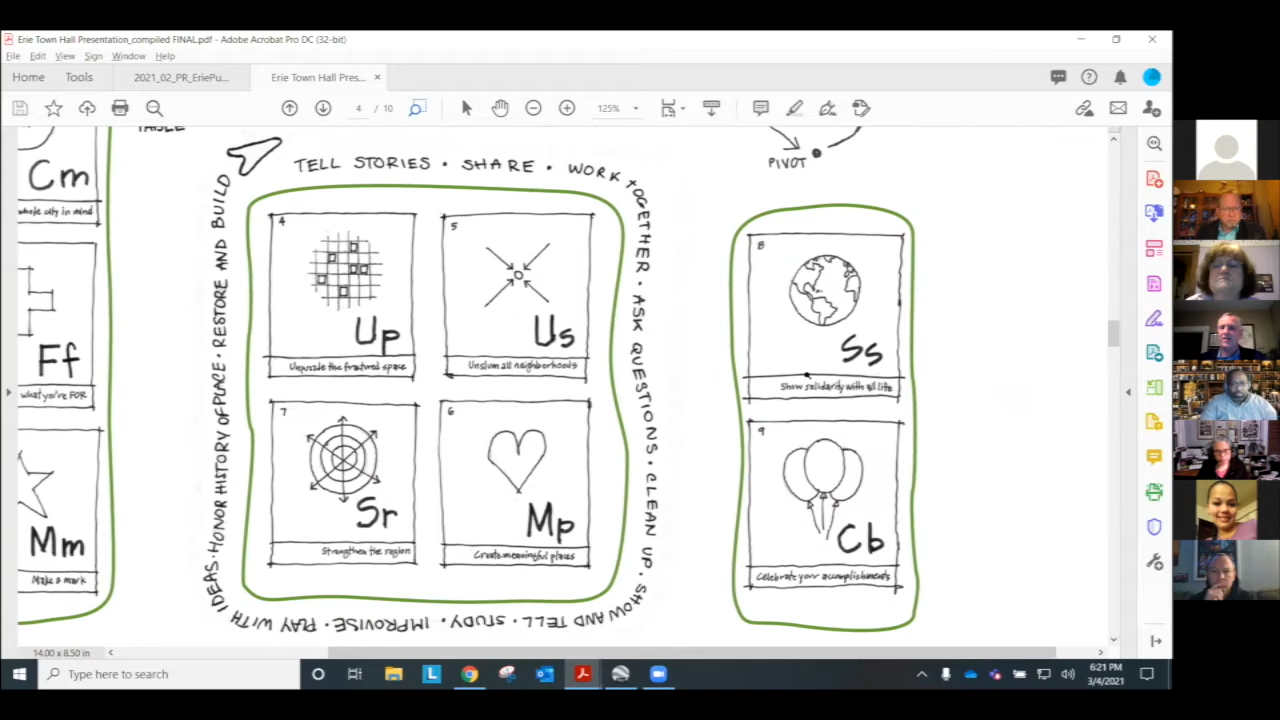 Erie Town Hall Presentation_compiled FINAL.pdf - Adobe Acrobat Pro DC (32-bit)
File Edit View Sign Window Help
Home Tools 2021_02_PR_EriePu... Erie Town Hall Pres... ×
4 / 10 125%
TABLE
Cm
whole city in mind
Ff
what you're FOR
Mm
Make a mark
TELL STORIES · SHARE · WORK TOGETHER · ASK QUESTIONS · CLEAN UP · SHOW AND TELL · STUDY · IMPROVISE · PLAY WITH IDEAS · HONOR HISTORY OF PLACE · RESTORE AND BUILD
4
Up
Unpuzzle the fractured space
5
Us
Unslum all neighborhoods
7
Sr
Strengthen the region
6
Mp
Create meaningful places
PIVOT
8
Ss
Show solidarity with all life
9
Cb
Celebrate your accomplishments
14.00 x 8.50 in
Type here to search
L
6:21 PM
3/4/2021